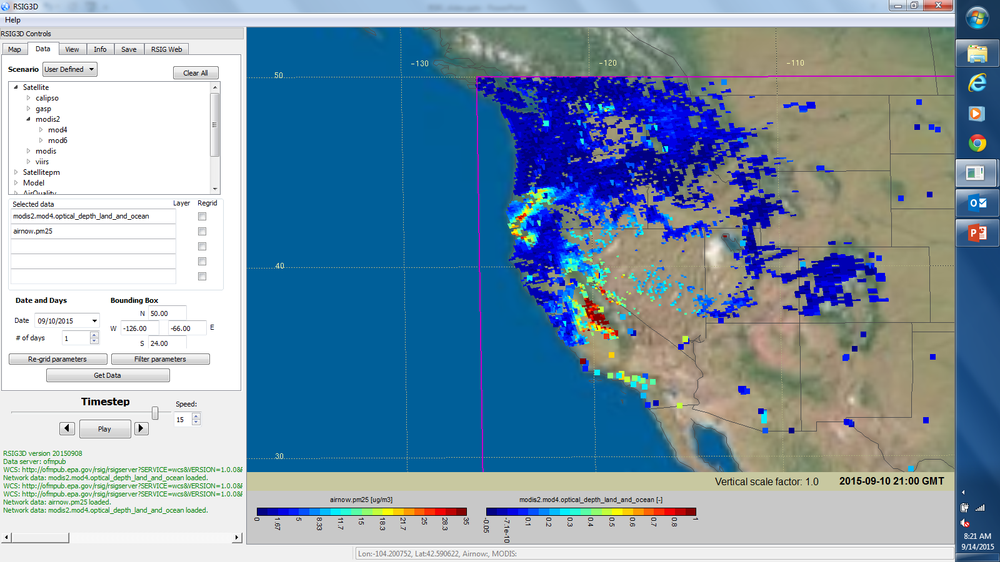 RSIG3D
Help
RSIG3D Controls
Map Data View Info Save RSIG Web
Scenario User Defined Clear All
Satellite
calipso
gasp
modis2
mod4
mod6
modis
viirs
Satellitepm
Model
AirQuality
Selected data Layer Regrid
modis2.mod4.optical_depth_land_and_ocean
airnow.pm25
Date and Days Bounding Box
N 50.00
Date 09/10/2015 W -126.00 -66.00 E
# of days 1 S 24.00
Re-grid parameters Filter parameters
Get Data
Timestep Speed:
Play 15
RSIG3D version 20150908
Data server: ofmpub
WCS: http://ofmpub.epa.gov/rsig/rsigserver?SERVICE=wcs&VERSION=1.0.0&R
Network data: modis2.mod4.optical_depth_land_and_ocean loaded.
WCS: http://ofmpub.epa.gov/rsig/rsigserver?SERVICE=wcs&VERSION=1.0.0&R
WCS: http://ofmpub.epa.gov/rsig/rsigserver?SERVICE=wcs&VERSION=1.0.0&R
Network data: airnow.pm25 loaded.
Network data: modis2.mod4.optical_depth_land_and_ocean loaded.
-130 -120 -110
50
40
30
Vertical scale factor: 1.0 2015-09-10 21:00 GMT
airnow.pm25 [ug/m3]
0 1.67 5 8.33 11.7 15 18.3 21.7 25 28.3 35
modis2.mod4.optical_depth_land_and_ocean [-]
-0.05 -7.1e-10 0.1 0.2 0.3 0.4 0.5 0.6 0.7 0.8 1
Lon:-104.200752, Lat:42.590622, Airnow:, MODIS:
8:21 AM
9/14/2015